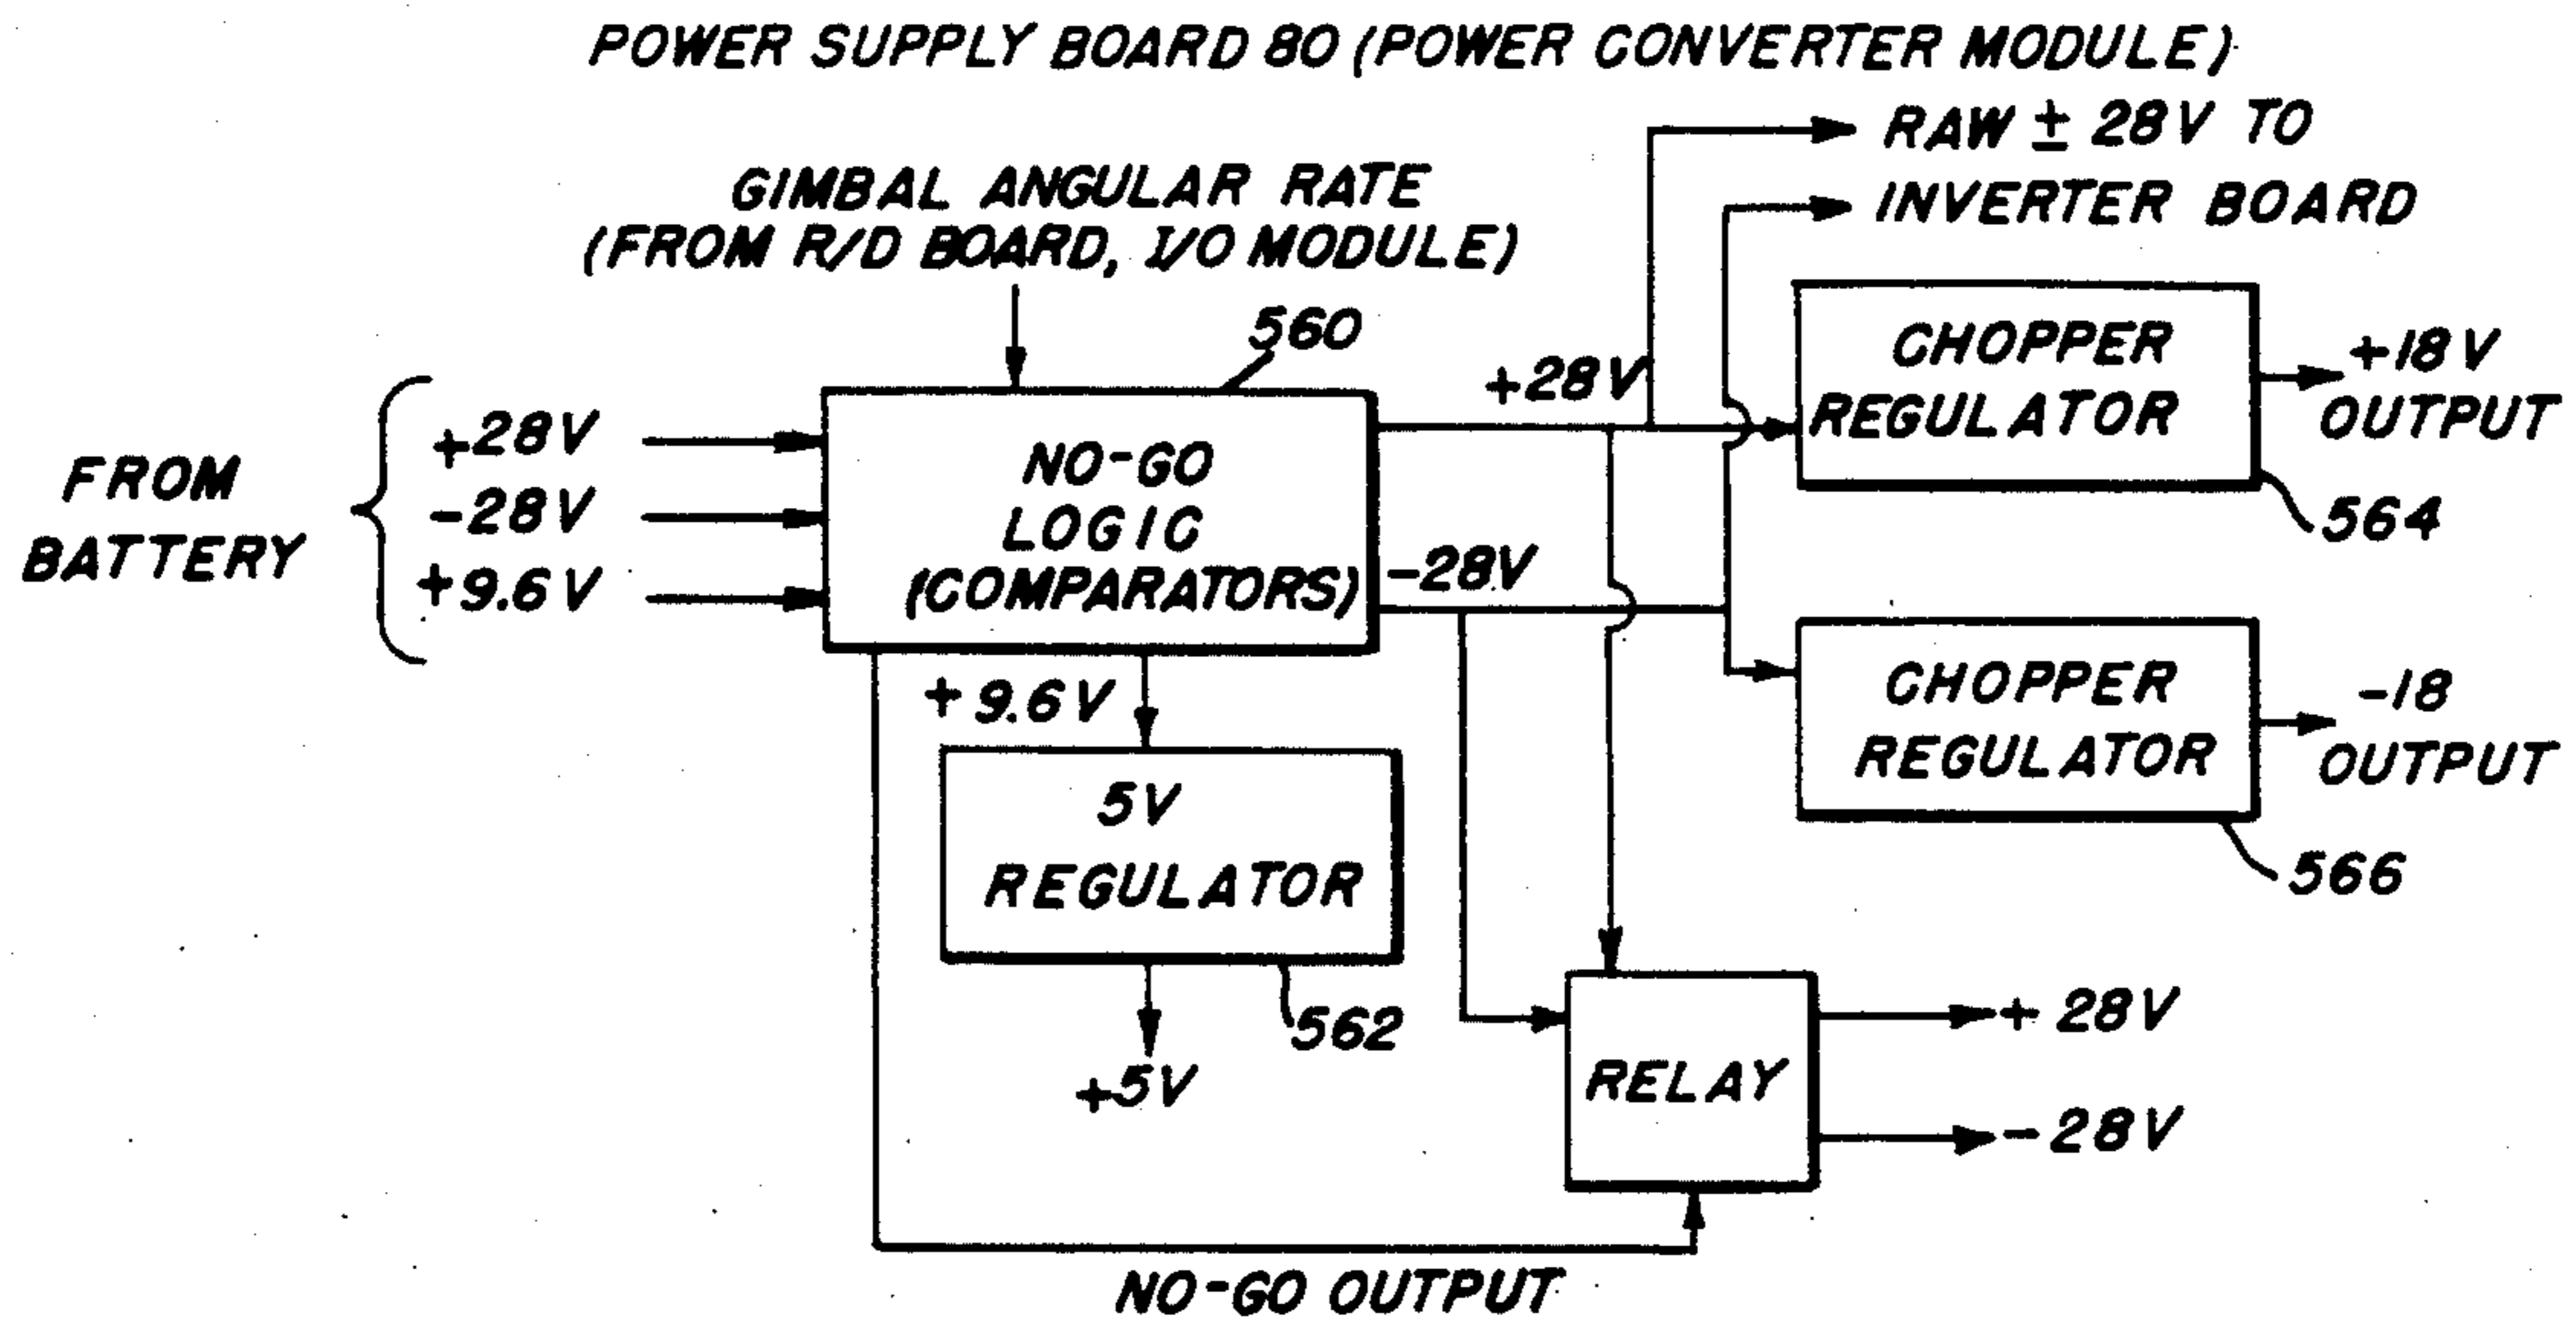 POWER SUPPLY BOARD 80 (POWER CONVERTER MODULE)
RAW ± 28V TO
INVERTER BOARD
GIMBAL ANGULAR RATE
(FROM R/D BOARD, I/O MODULE)
560
FROM
BATTERY
+28V
-28V
+9.6V
NO-GO
LOGIC
(COMPARATORS)
+28V
-28V
CHOPPER
REGULATOR
+18V
OUTPUT
564
CHOPPER
REGULATOR
-18
OUTPUT
566
+9.6V
5V
REGULATOR
562
+5V
RELAY
+28V
-28V
NO-GO OUTPUT